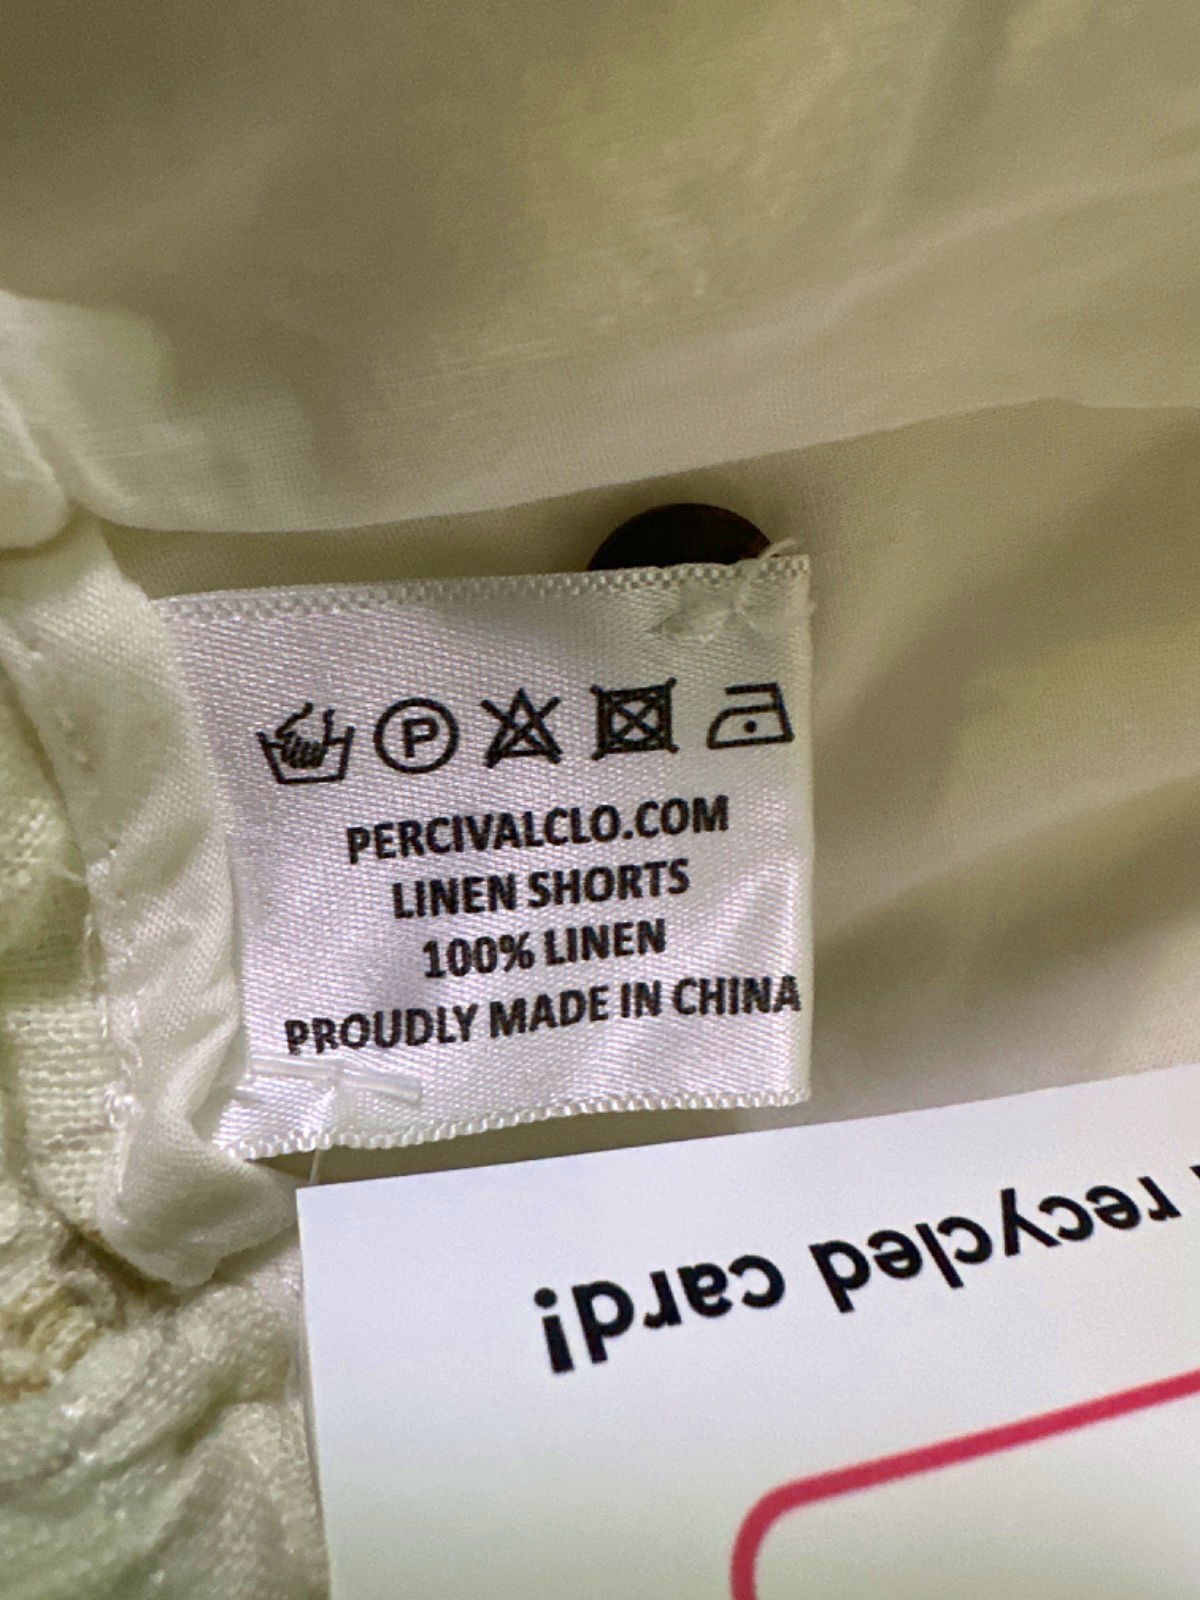 P
PERCIVALCLO.COM
LINEN SHORTS
100% LINEN
PROUDLY MADE IN CHINA
recycled card!